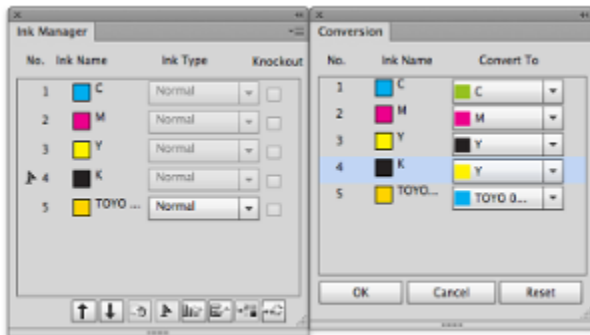 Ink Manager
No. Ink Name Ink Type Knockout
1 C Normal
2 M Normal
3 Y Normal
4 K Normal
5 TOYO ... Normal
Conversion
No. Ink Name Convert To
1 C C
2 M M
3 Y Y
4 K Y
5 TOYO... TOYO 0...
OK Cancel Reset